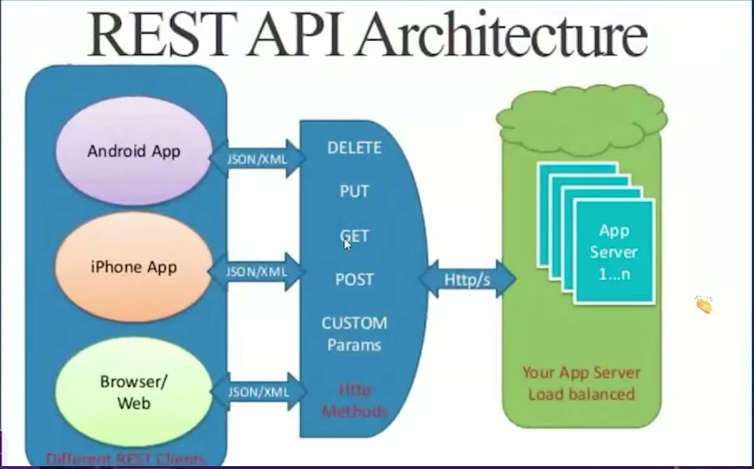 REST API Architecture
Android App
iPhone App
Browser/
Web
Different REST Clients
JSON/XML
JSON/XML
JSON/XML
DELETE
PUT
GET
POST
CUSTOM
Params
Http
Methods
Http/s
App
Server
1...n
Your App Server
Load balanced